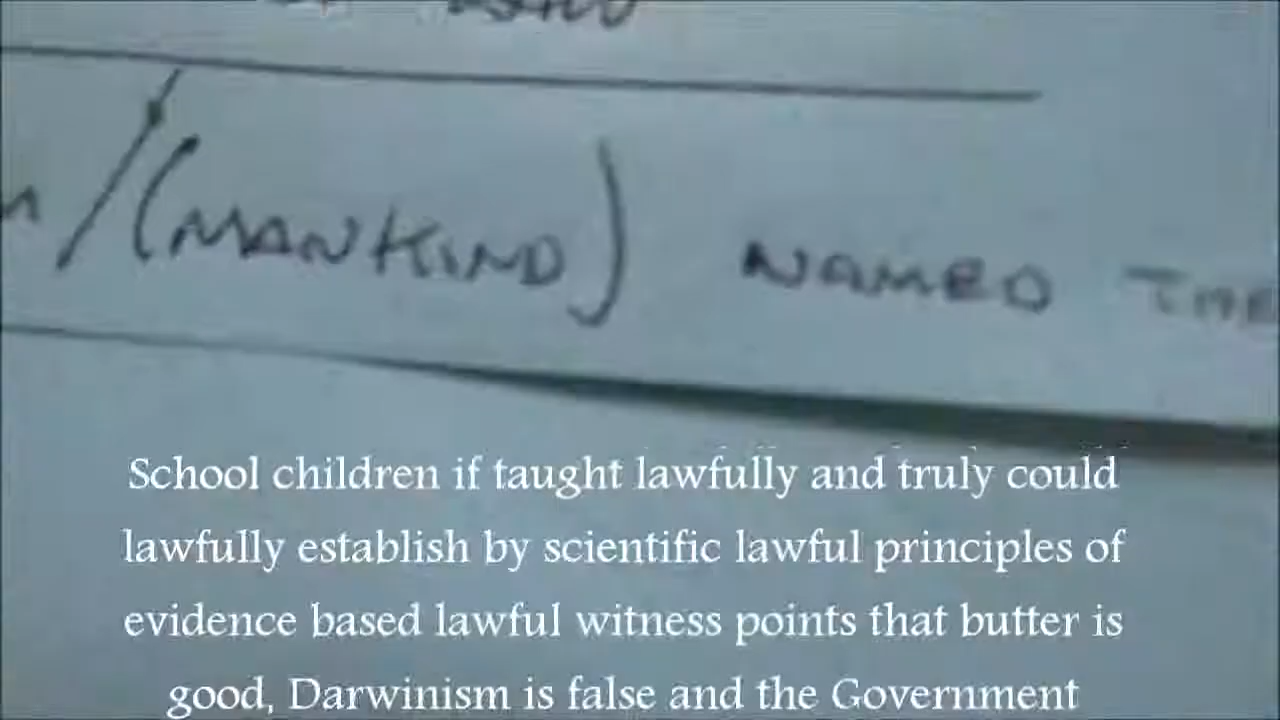 /(MANKIND) NAMED THE
School children if taught lawfully and truly could
lawfully establish by scientific lawful principles of
evidence based lawful witness points that butter is
good, Darwinism is false and the Government